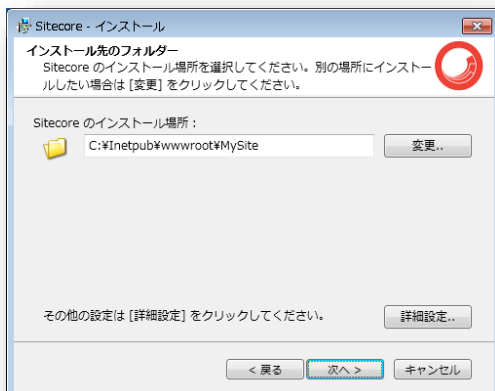 Sitecore - インストール
インストール先のフォルダー
Sitecore のインストール場所を選択してください。別の場所にインストー
ルしたい場合は [変更] をクリックしてください。
Sitecore のインストール場所：
C:¥Inetpub¥wwwroot¥MySite
変更..
その他の設定は [詳細設定] をクリックしてください。
詳細設定..
< 戻る
次へ >
キャンセル